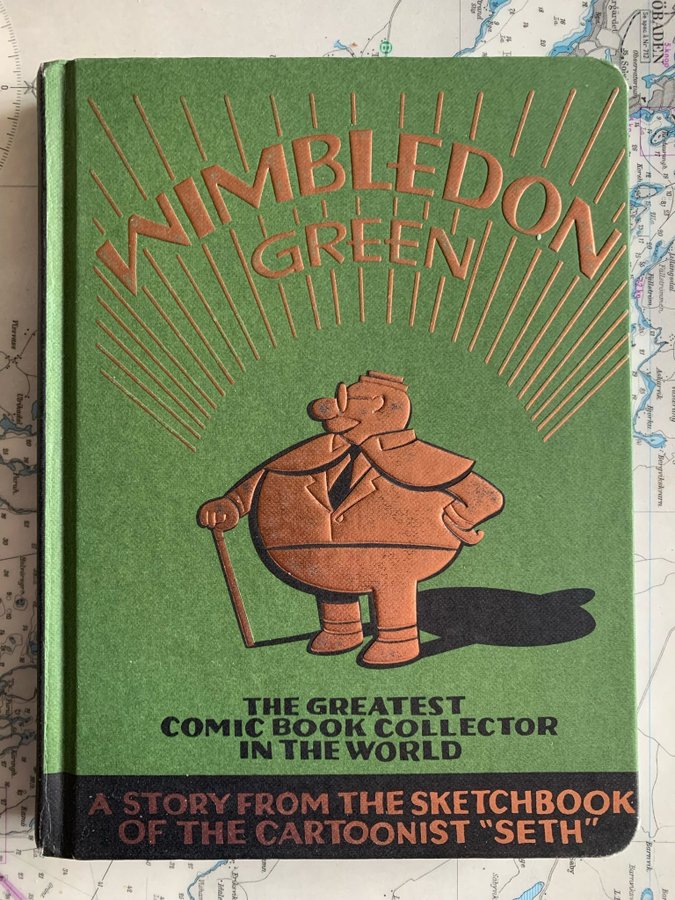 WIMBLEDON
GREEN
THE GREATEST
COMIC BOOK COLLECTOR
IN THE WORLD
A STORY FROM THE SKETCHBOOK
OF THE CARTOONIST "SETH"